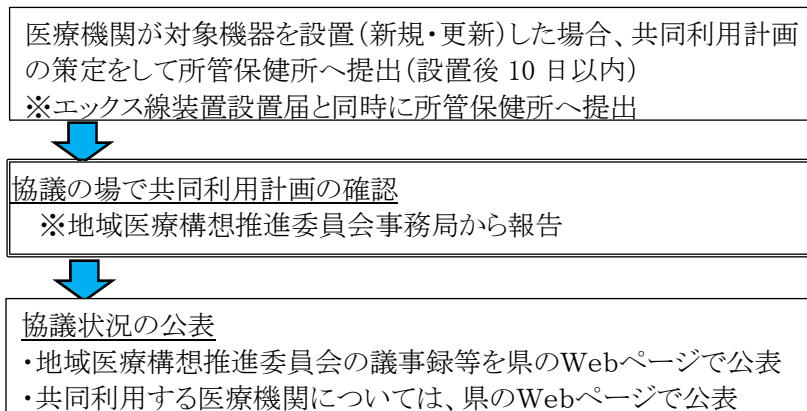 医療機関が対象機器を設置（新規・更新）した場合、共同利用計画
の策定をして所管保健所へ提出（設置後 10 日以内）
※エックス線装置設置届と同時に所管保健所へ提出
協議の場で共同利用計画の確認
※地域医療構想推進委員会事務局から報告
協議状況の公表
・地域医療構想推進委員会の議事録等を県のWebページで公表
・共同利用する医療機関については、県のWebページで公表